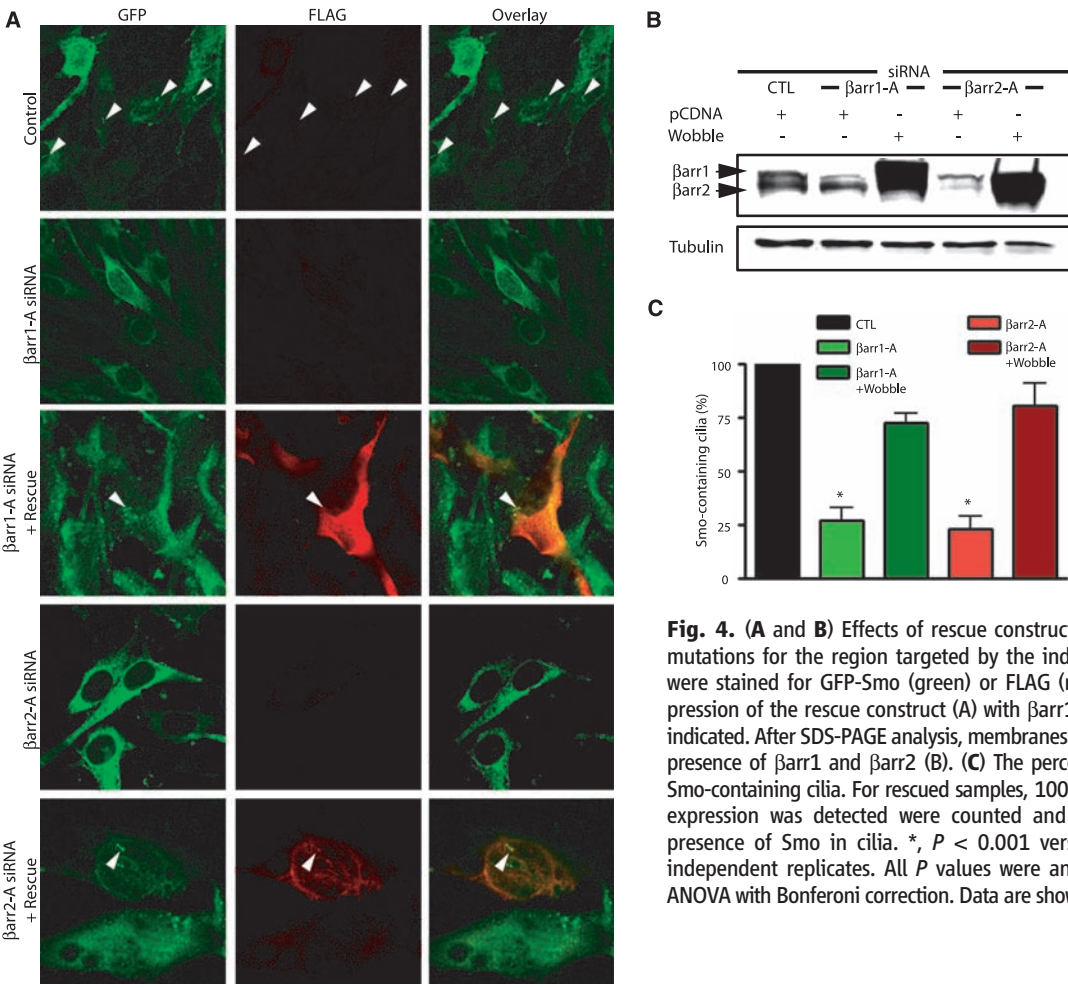 A
GFP FLAG Overlay
Control
βarr1-A siRNA
βarr1-A siRNA
+ Rescue
βarr2-A siRNA
βarr2-A siRNA
+ Rescue
B
siRNA
CTL βarr1-A βarr2-A
pCDNA + + - + -
Wobble - - + - +
βarr1
βarr2
Tubulin
C
CTL
βarr1-A
βarr1-A
+Wobble
βarr2-A
βarr2-A
+Wobble
Smo-containing cilia (%)
100
75
50
25
0
* *
Fig. 4. (A and B) Effects of rescue construc
mutations for the region targeted by the ind
were stained for GFP-Smo (green) or FLAG (r
pression of the rescue construct (A) with βarr1
indicated. After SDS-PAGE analysis, membranes
presence of βarr1 and βarr2 (B). (C) The perce
Smo-containing cilia. For rescued samples, 100
expression was detected were counted and
presence of Smo in cilia. *, P < 0.001 vers
independent replicates. All P values were an
ANOVA with Bonferoni correction. Data are show